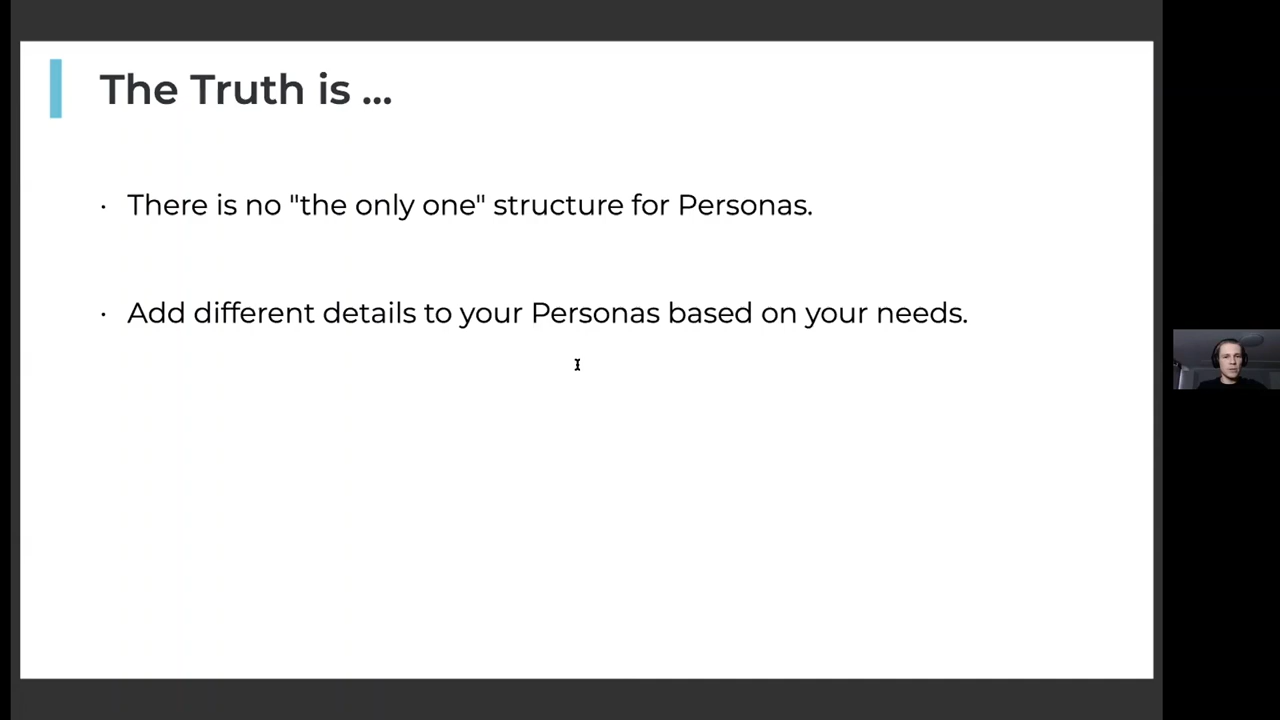 The Truth is ...
· There is no "the only one" structure for Personas.
· Add different details to your Personas based on your needs.